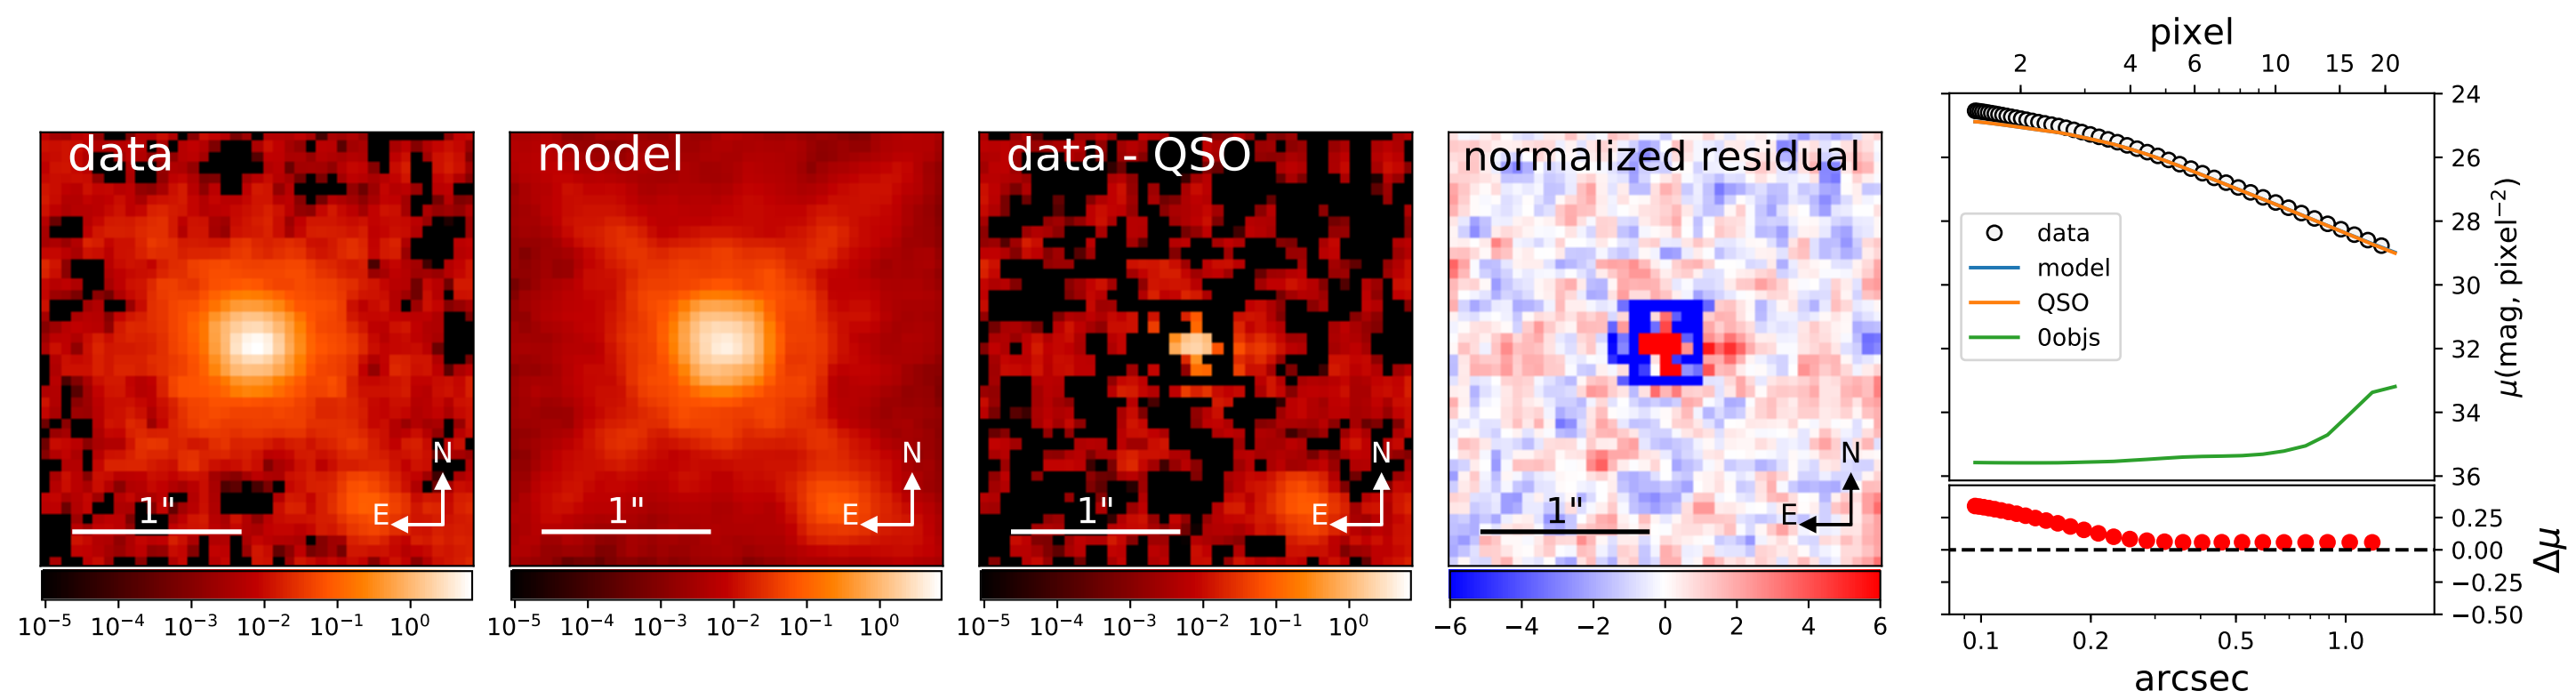 data
N
E
1"
10⁻⁵ 10⁻⁴ 10⁻³ 10⁻² 10⁻¹ 10⁰
model
N
E
1"
10⁻⁵ 10⁻⁴ 10⁻³ 10⁻² 10⁻¹ 10⁰
data - QSO
N
E
1"
10⁻⁵ 10⁻⁴ 10⁻³ 10⁻² 10⁻¹ 10⁰
normalized residual
N
E
1"
−6 −4 −2 0 2 4 6
pixel
2 4 6 10 15 20
24
26
28
30
32
34
36
μ(mag, pixel⁻²)
data
model
QSO
0objs
0.25
0.00
−0.25
−0.50
Δμ
0.1 0.2 0.5 1.0
arcsec